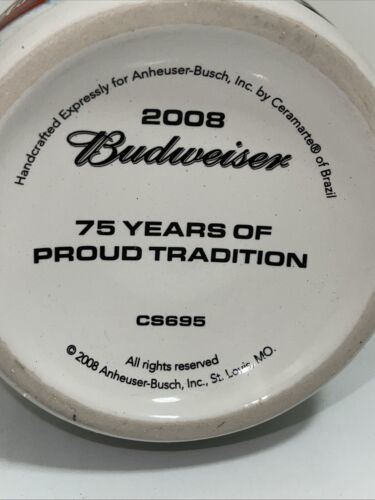 Handcrafted Expressly for Anheuser-Busch, Inc. by Ceramarte® of Brazil
2008
Budweiser
75 YEARS OF
PROUD TRADITION
CS695
All rights reserved
© 2008 Anheuser-Busch, Inc., St. Louis, MO.